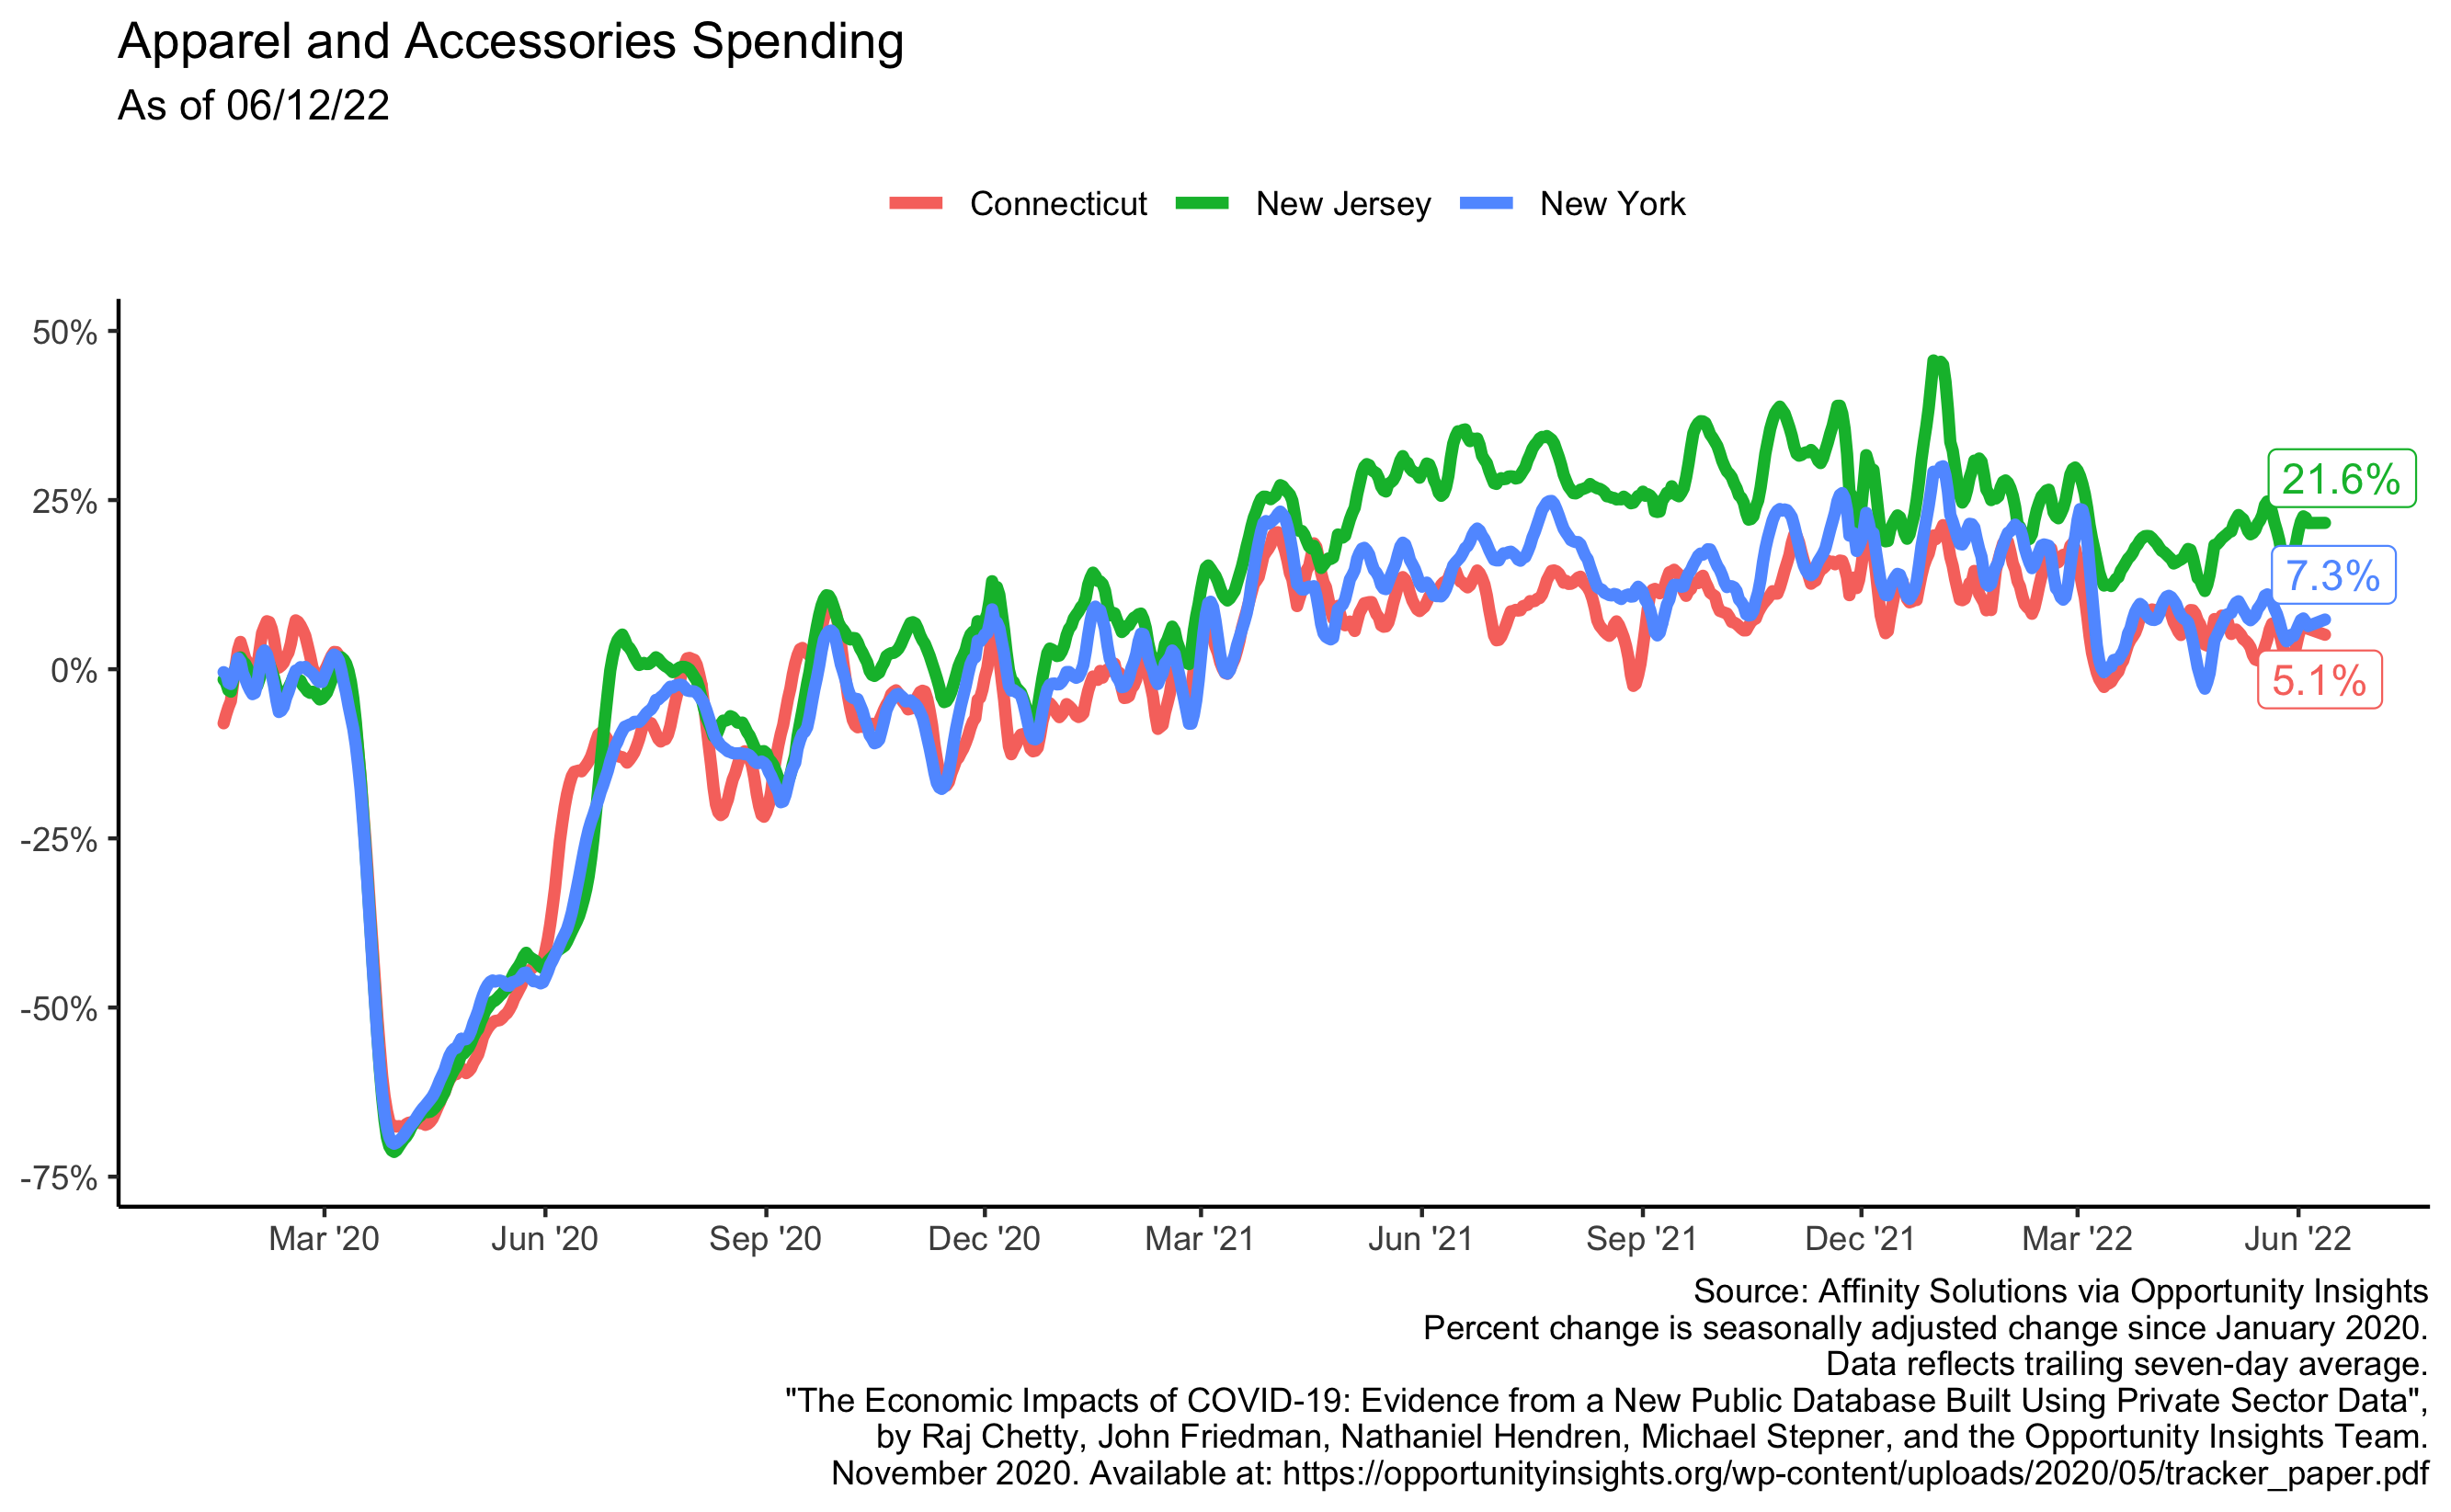 Apparel and Accessories Spending
As of 06/12/22
Connecticut New Jersey New York
50%
25%
0%
-25%
-50%
-75%
21.6%
7.3%
5.1%
Mar '20 Jun '20 Sep '20 Dec '20 Mar '21 Jun '21 Sep '21 Dec '21 Mar '22 Jun '22
Source: Affinity Solutions via Opportunity Insights
Percent change is seasonally adjusted change since January 2020.
Data reflects trailing seven-day average.
"The Economic Impacts of COVID-19: Evidence from a New Public Database Built Using Private Sector Data",
by Raj Chetty, John Friedman, Nathaniel Hendren, Michael Stepner, and the Opportunity Insights Team.
November 2020. Available at: https://opportunityinsights.org/wp-content/uploads/2020/05/tracker_paper.pdf